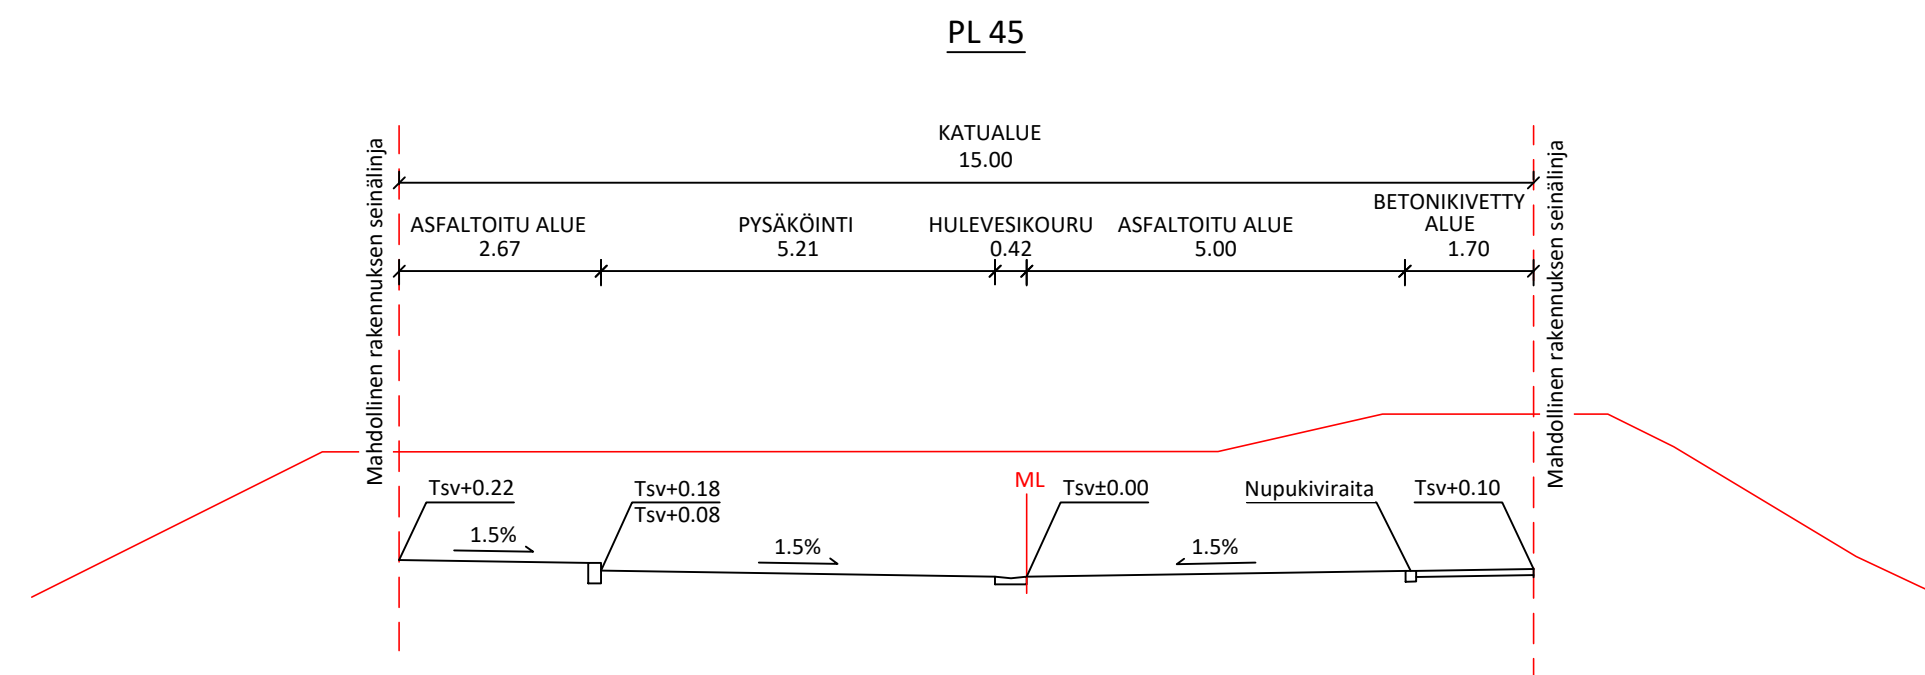 PL 45
KATUALUE
15.00
Mahdollinen rakennuksen seinälinja
ASFALTOITU ALUE
2.67
PYSÄKÖINTI
5.21
HULEVESIKOURU
0.42
ASFALTOITU ALUE
5.00
BETONIKIVETTY
ALUE
1.70
Mahdollinen rakennuksen seinälinja
Tsv+0.22
Tsv+0.18
Tsv+0.08
ML
Tsv±0.00
Nupukiviraita
Tsv+0.10
1.5%
1.5%
1.5%